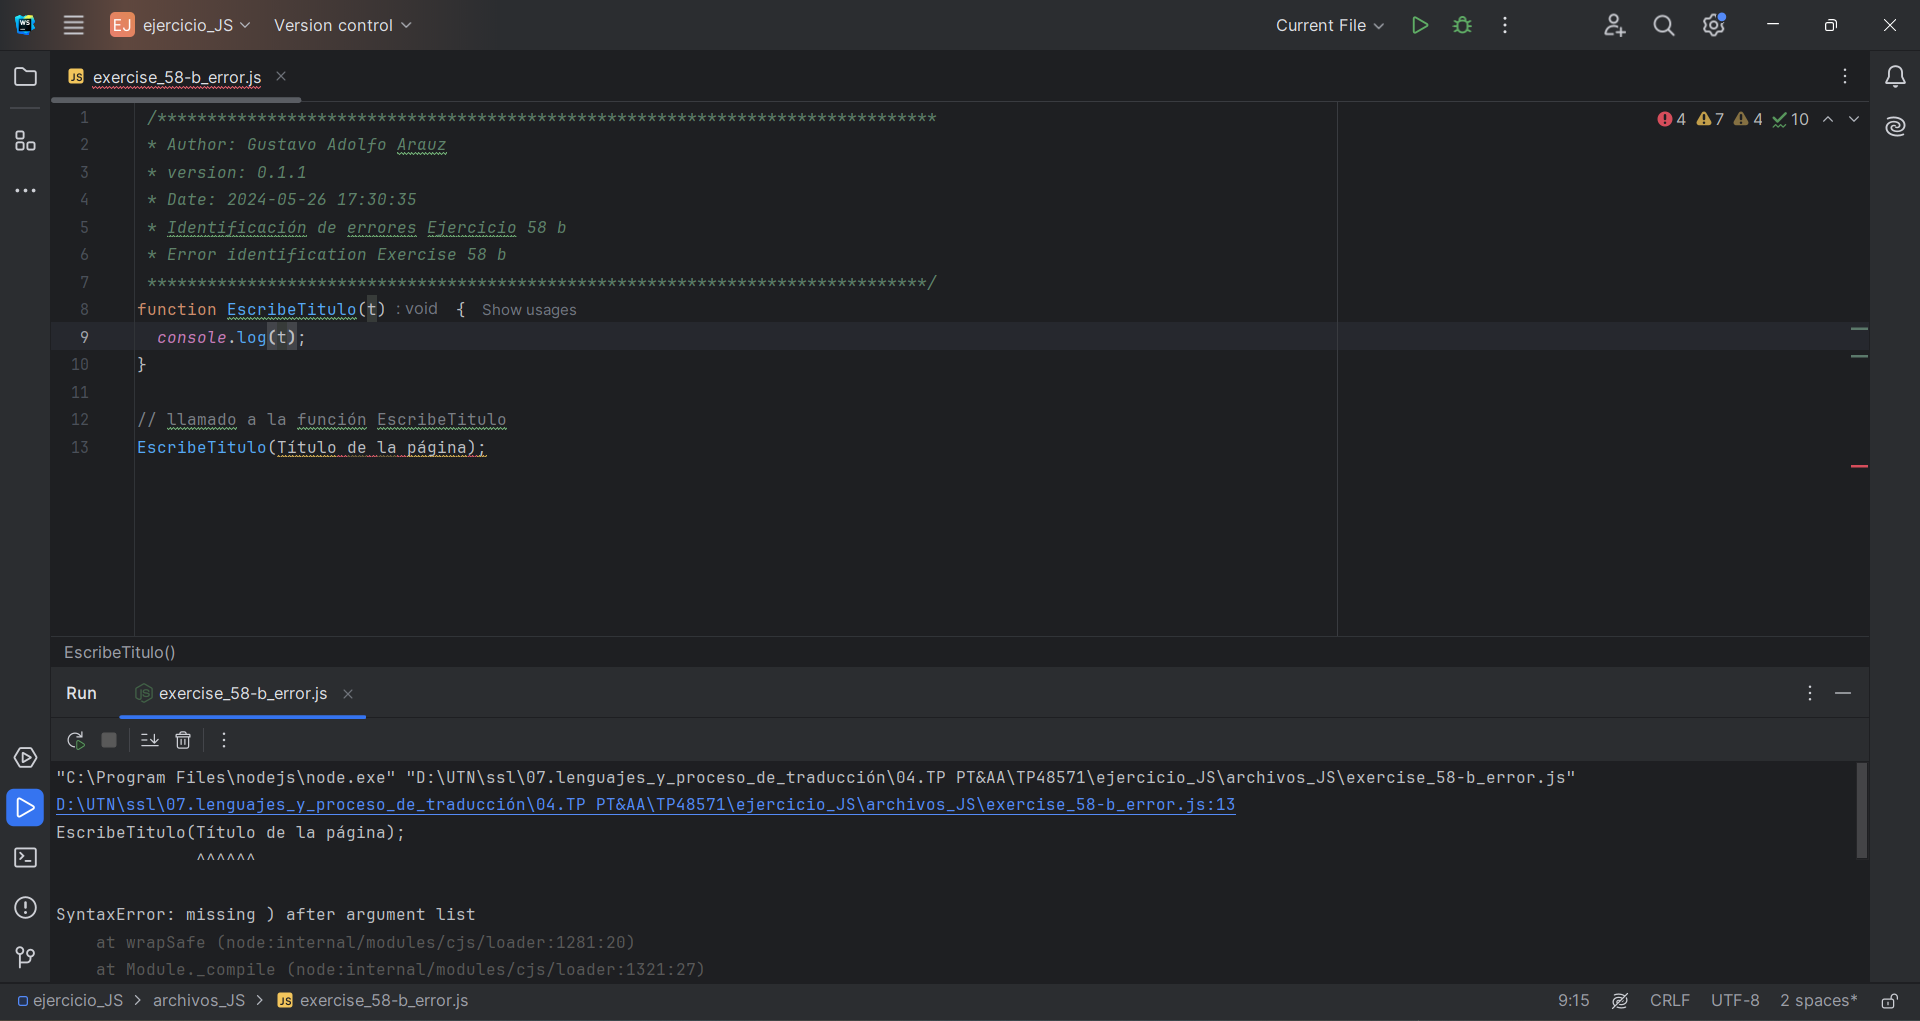 WS EJ ejercicio_JS Version control Current File
JS exercise_58-b_error.js
4 7 4 10
1 /******************************************************************************
2 * Author: Gustavo Adolfo Arauz
3 * version: 0.1.1
4 * Date: 2024-05-26 17:30:35
5 * Identificación de errores Ejercicio 58 b
6 * Error identification Exercise 58 b
7 ******************************************************************************/
8 function EscribeTitulo(t) : void { Show usages
9 console.log(t);
10 }
11
12 // llamado a la función EscribeTitulo
13 EscribeTitulo(Título de la página);
EscribeTitulo()
Run JS exercise_58-b_error.js
"C:\Program Files\nodejs\node.exe" "D:\UTN\ssl\07.lenguajes_y_proceso_de_traducción\04.TP PT&AA\TP48571\ejercicio_JS\archivos_JS\exercise_58-b_error.js"
D:\UTN\ssl\07.lenguajes_y_proceso_de_traducción\04.TP PT&AA\TP48571\ejercicio_JS\archivos_JS\exercise_58-b_error.js:13
EscribeTitulo(Título de la página);
^^^^^^
SyntaxError: missing ) after argument list
at wrapSafe (node:internal/modules/cjs/loader:1281:20)
at Module._compile (node:internal/modules/cjs/loader:1321:27)
ejercicio_JS > archivos_JS > JS exercise_58-b_error.js 9:15 CRLF UTF-8 2 spaces*